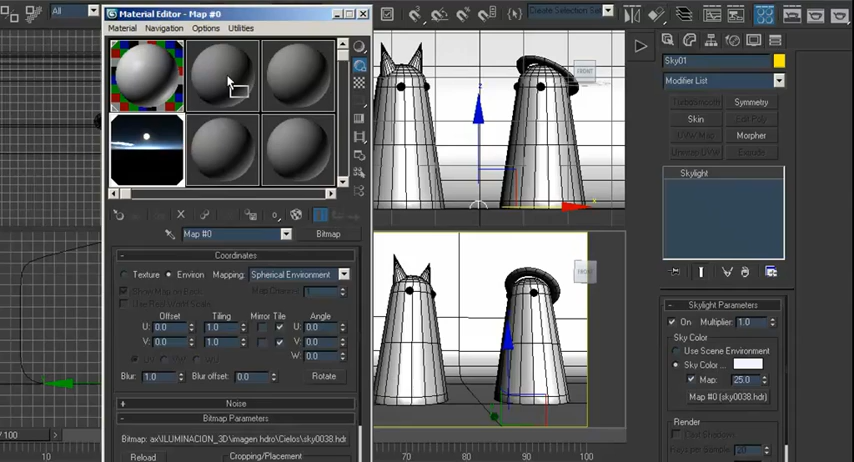 All
Material Editor - Map #0
Create Selection Set
Material Navigation Options Utilities
FRONT
Sky01
Modifier List
Turbosmooth Symmetry
Skin Edit Poly
UVW Map Morpher
Unwrap UVW Extrude
Skylight
z
x
Map #0 Bitmap
Coordinates
Texture Environ Mapping: Spherical Environment
Show Map on Back Map Channel: 1
Use Real-World Scale
Offset Tiling Mirror Tile Angle
U: 0.0 1.0 U: 0.0
V: 0.0 1.0 V: 0.0
UV VW WU W: 0.0
Blur: 1.0 Blur offset: 0.0 Rotate
Noise
Bitmap Parameters
Bitmap: ax\ILUMINACION_3D\imagen hdro\Cielos\sky0038.hdr
Reload Cropping/Placement
FRONT
Skylight Parameters
On Multiplier: 1.0
Sky Color
Use Scene Environment
Sky Color ...
Map: 25.0
Map #0 (sky0038.hdr)
Render
Cast Shadows
Rays per Sample: 20
/ 100
10 70 80 90 100